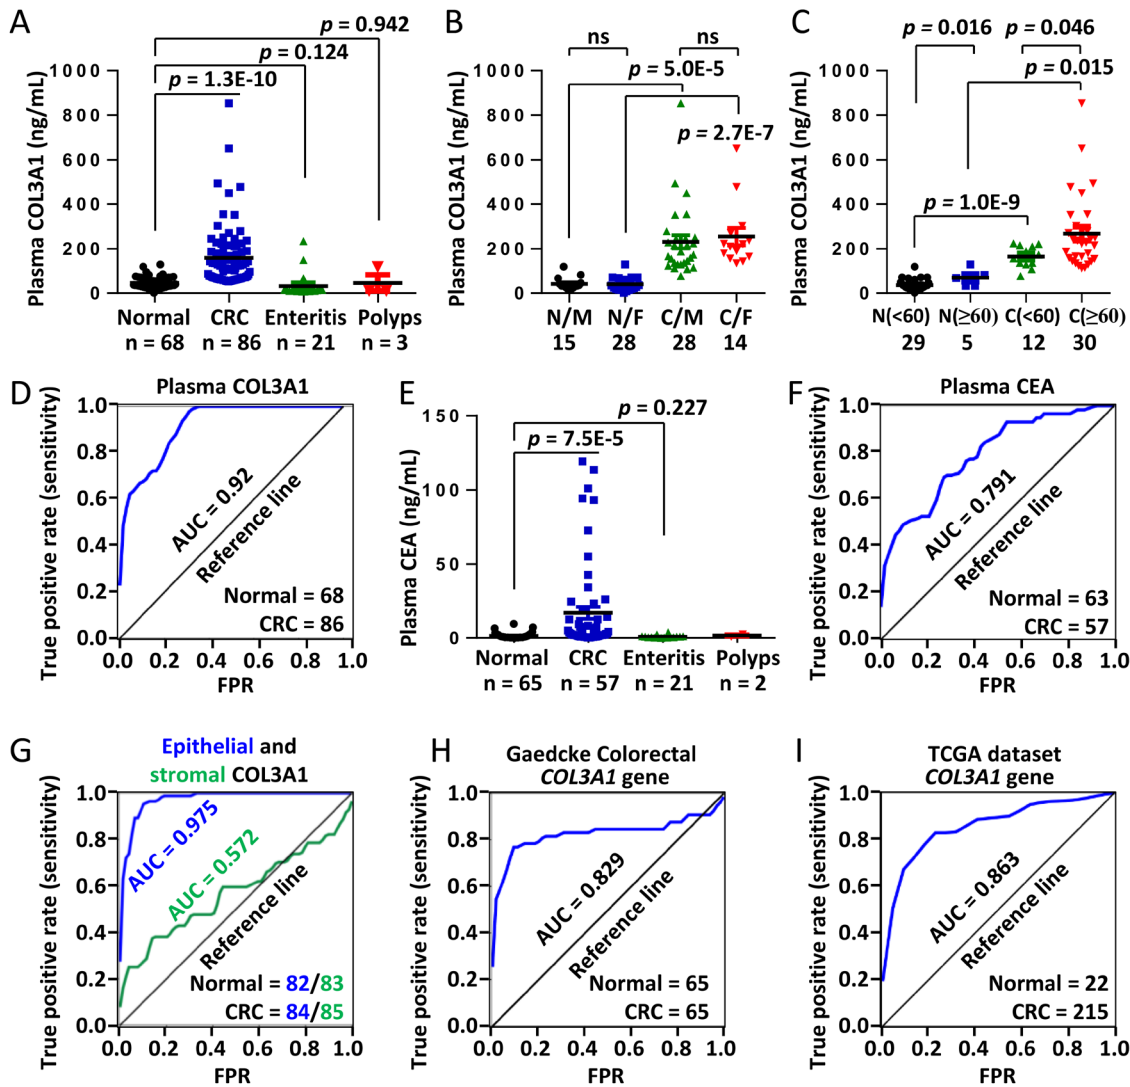 A
p = 0.942
p = 0.124
p = 1.3E-10
Plasma COL3A1 (ng/mL)
1000
800
600
400
200
0
Normal CRC Enteritis Polyps
n = 68 n = 86 n = 21 n = 3
B
ns ns
p = 5.0E-5
p = 2.7E-7
Plasma COL3A1 (ng/mL)
1000
800
600
400
200
0
N/M N/F C/M C/F
15 28 28 14
C
p = 0.016 p = 0.046
p = 0.015
p = 1.0E-9
Plasma COL3A1 (ng/mL)
1000
800
600
400
200
0
N(<60) N(≥60) C(<60) C(≥60)
29 5 12 30
D
Plasma COL3A1
True positive rate (sensitivity)
1.0
0.8
0.6
0.4
0.2
0.0
AUC = 0.92
Reference line
Normal = 68
CRC = 86
0.0 0.2 0.4 0.6 0.8 1.0
FPR
E
p = 0.227
p = 7.5E-5
Plasma CEA (ng/mL)
150
100
50
0
Normal CRC Enteritis Polyps
n = 65 n = 57 n = 21 n = 2
F
Plasma CEA
True positive rate (sensitivity)
1.0
0.8
0.6
0.4
0.2
0.0
AUC = 0.791
Reference line
Normal = 63
CRC = 57
0.0 0.2 0.4 0.6 0.8 1.0
FPR
G
Epithelial and
stromal COL3A1
True positive rate (sensitivity)
1.0
0.8
0.6
0.4
0.2
0.0
AUC = 0.975
AUC = 0.572
Reference line
Normal = 82/83
CRC = 84/85
0.0 0.2 0.4 0.6 0.8 1.0
FPR
H
Gaedcke Colorectal
COL3A1 gene
True positive rate (sensitivity)
1.0
0.8
0.6
0.4
0.2
0.0
AUC = 0.829
Reference line
Normal = 65
CRC = 65
0.0 0.2 0.4 0.6 0.8 1.0
FPR
I
TCGA dataset
COL3A1 gene
True positive rate (sensitivity)
1.0
0.8
0.6
0.4
0.2
0.0
AUC = 0.863
Reference line
Normal = 22
CRC = 215
0.0 0.2 0.4 0.6 0.8 1.0
FPR